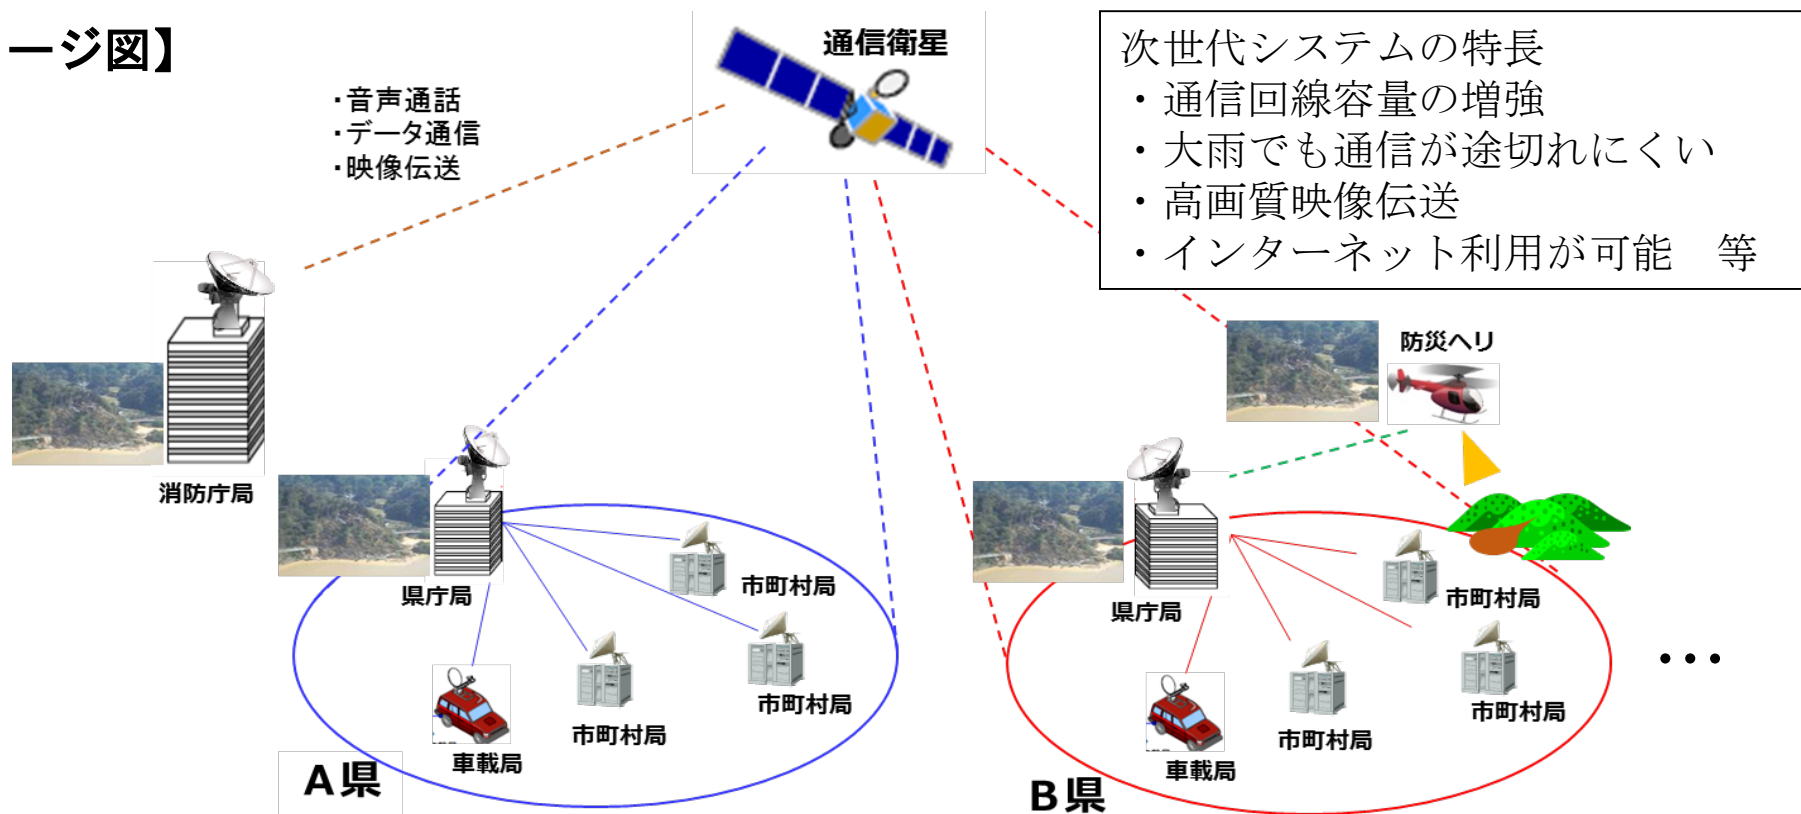 ージ図】
通信衛星
・音声通話
・データ通信
・映像伝送
次世代システムの特長
・通信回線容量の増強
・大雨でも通信が途切れにくい
・高画質映像伝送
・インターネット利用が可能　等
防災ヘリ
消防庁局
県庁局
市町村局
市町村局
市町村局
車載局
A県
県庁局
市町村局
市町村局
市町村局
車載局
B県
・・・